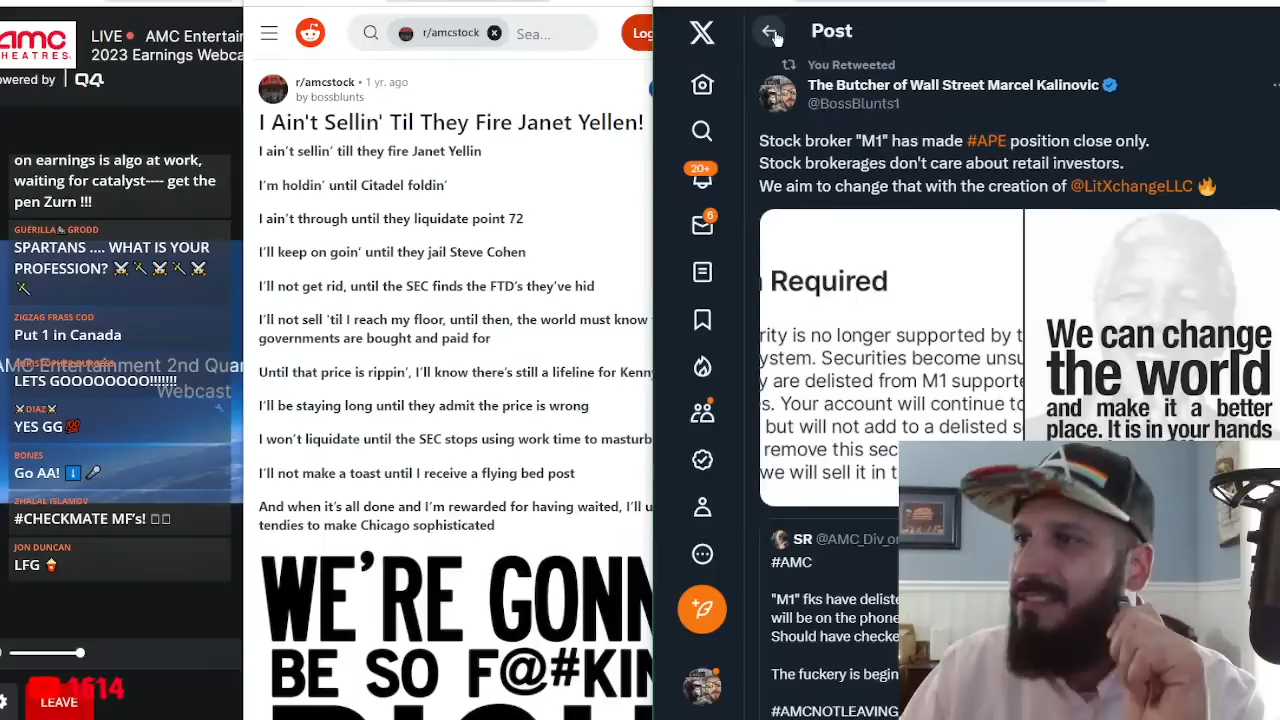 amc
THEATRES
LIVE AMC Entertain
2023 Earnings Webca
owered by
Q4
on earnings is algo at work,
waiting for catalyst---- get the
pen Zurn !!!
GUERILLA🦍GRODD
SPARTANS .... WHAT IS YOUR
PROFESSION? ⚔️🗡️⚔️🗡️⚔️
🗡️
ZIGZAG FRASS COD
Put 1 in Canada
AMC Entertainment 2nd Quar
Webcast
CHRISTOPHER BURGESS
LETS GOOOOOOO!!!!!!!
⚔️DIAZ⚔️
YES GG💯
BONES
Go AA! ⬇️🎤
ZHALAL ISLAMOV
#CHECKMATE MF's!
JON DUNCAN
LFG 🍿
1614
LEAVE
r/amcstock
Sea...
Log
r/amcstock • 1 yr. ago
by bossblunts
I Ain't Sellin' Til They Fire Janet Yellen!
I ain't sellin' till they fire Janet Yellin
I'm holdin' until Citadel foldin'
I ain't through until they liquidate point 72
I'll keep on goin' until they jail Steve Cohen
I'll not get rid, until the SEC finds the FTD's they've hid
I'll not sell 'til I reach my floor, until then, the world must know
governments are bought and paid for
Until that price is rippin', I'll know there's still a lifeline for Kenny
I'll be staying long until they admit the price is wrong
I won't liquidate until the SEC stops using work time to masturb
I'll not make a toast until I receive a flying bed post
And when it's all done and I'm rewarded for having waited, I'll u
tendies to make Chicago sophisticated
WE'RE GONN
BE SO F@#KIN
X
20+
6
Post
You Retweeted
The Butcher of Wall Street Marcel Kalinovic
@BossBlunts1
Stock broker "M1" has made #APE position close only.
Stock brokerages don't care about retail investors.
We aim to change that with the creation of @LitXchangeLLC 🔥
Required
rity is no longer supported by t
ystem. Securities become unsu
y are delisted from M1 supporte
s. Your account will continue to
but will not add to a delisted s
remove this sec
we will sell it in t
We can change
the world
and make it a better
place. It is in your hands
SR @AMC_Div_or
#AMC
"M1" fks have deliste
will be on the phone
Should have checke
The fuckery is begin
#AMCNOTLEAVING